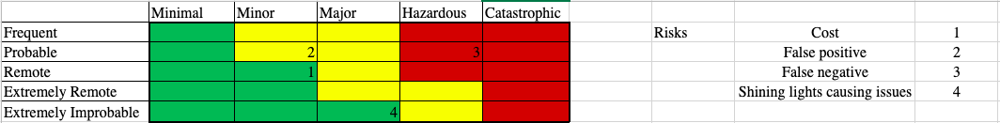 Minimal Minor Major Hazardous Catastrophic
Frequent Risks Cost 1
Probable 2 3 False positive 2
Remote 1 False negative 3
Extremely Remote Shining lights causing issues 4
Extremely Improbable 4